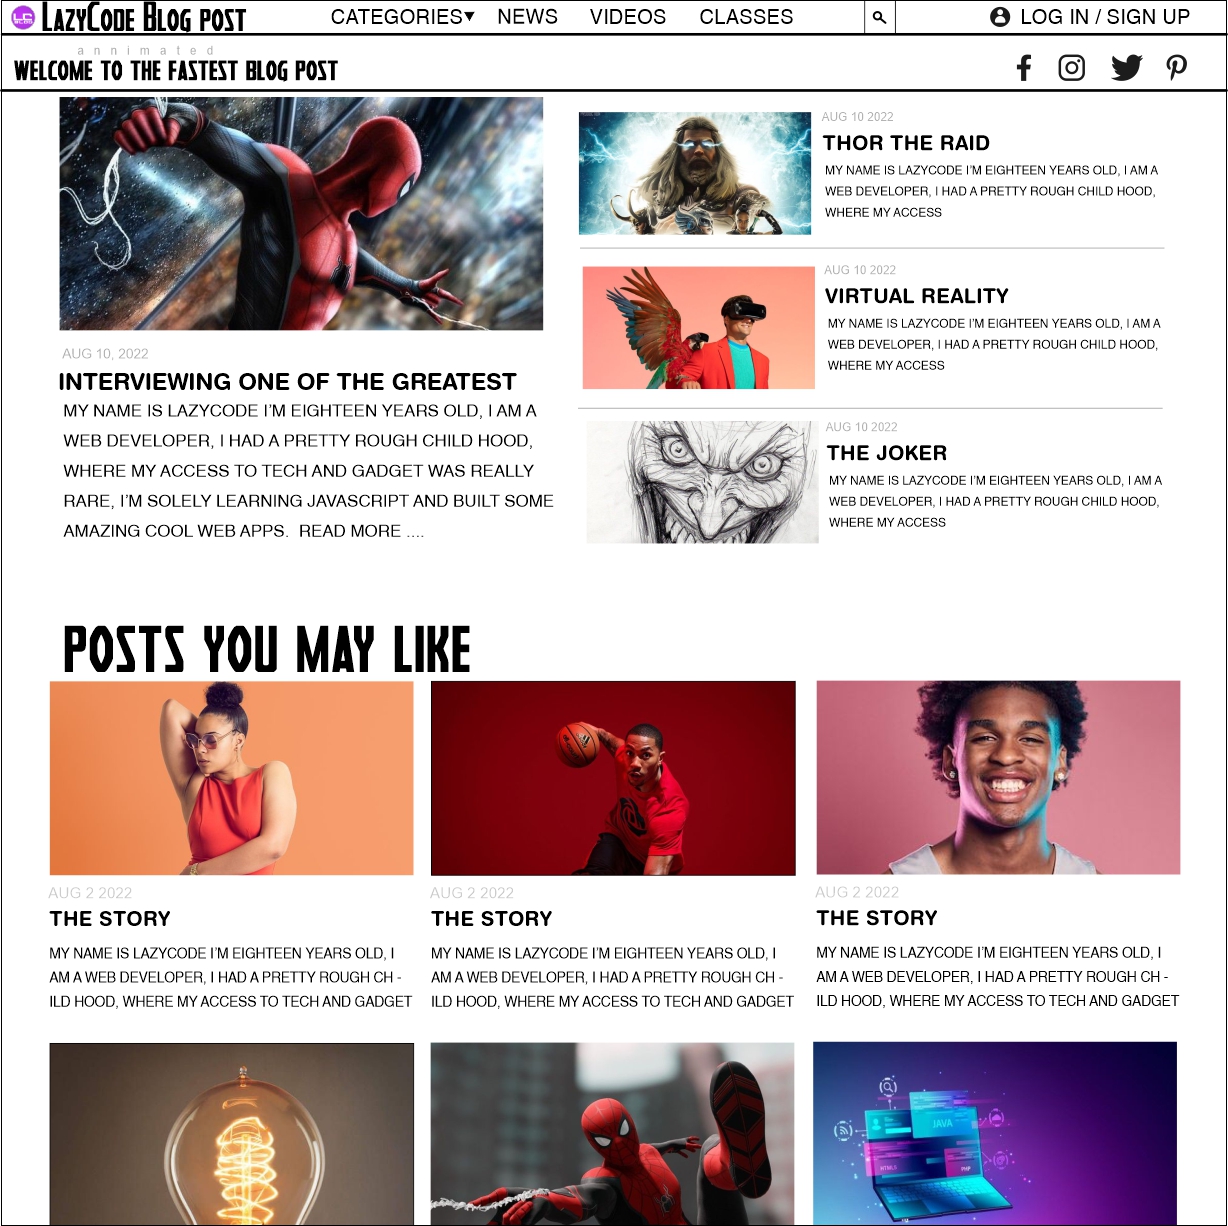 LAZYCODE BLOG POST
CATEGORIES▼ NEWS VIDEOS CLASSES
LOG IN / SIGN UP
annimated
WELCOME TO THE FASTEST BLOG POST
AUG 10, 2022
INTERVIEWING ONE OF THE GREATEST
MY NAME IS LAZYCODE I'M EIGHTEEN YEARS OLD, I AM A
WEB DEVELOPER, I HAD A PRETTY ROUGH CHILD HOOD,
WHERE MY ACCESS TO TECH AND GADGET WAS REALLY
RARE, I'M SOLELY LEARNING JAVASCRIPT AND BUILT SOME
AMAZING COOL WEB APPS. READ MORE ....
AUG 10 2022
THOR THE RAID
MY NAME IS LAZYCODE I'M EIGHTEEN YEARS OLD, I AM A
WEB DEVELOPER, I HAD A PRETTY ROUGH CHILD HOOD,
WHERE MY ACCESS
AUG 10 2022
VIRTUAL REALITY
MY NAME IS LAZYCODE I'M EIGHTEEN YEARS OLD, I AM A
WEB DEVELOPER, I HAD A PRETTY ROUGH CHILD HOOD,
WHERE MY ACCESS
AUG 10 2022
THE JOKER
MY NAME IS LAZYCODE I'M EIGHTEEN YEARS OLD, I AM A
WEB DEVELOPER, I HAD A PRETTY ROUGH CHILD HOOD,
WHERE MY ACCESS
POSTS YOU MAY LIKE
AUG 2 2022
THE STORY
MY NAME IS LAZYCODE I'M EIGHTEEN YEARS OLD, I
AM A WEB DEVELOPER, I HAD A PRETTY ROUGH CH -
ILD HOOD, WHERE MY ACCESS TO TECH AND GADGET
AUG 2 2022
THE STORY
MY NAME IS LAZYCODE I'M EIGHTEEN YEARS OLD, I
AM A WEB DEVELOPER, I HAD A PRETTY ROUGH CH -
ILD HOOD, WHERE MY ACCESS TO TECH AND GADGET
AUG 2 2022
THE STORY
MY NAME IS LAZYCODE I'M EIGHTEEN YEARS OLD, I
AM A WEB DEVELOPER, I HAD A PRETTY ROUGH CH -
ILD HOOD, WHERE MY ACCESS TO TECH AND GADGET
JAVA
HTML5
PHP